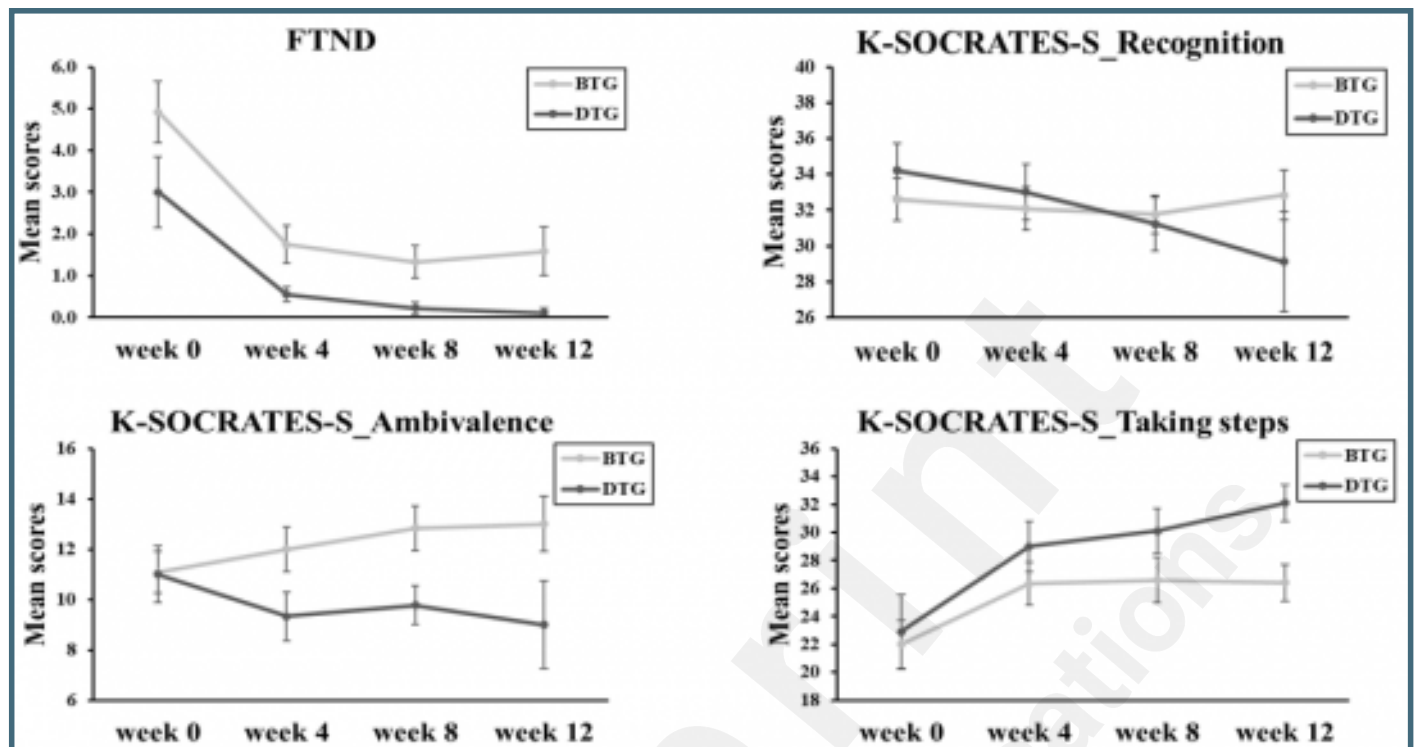 FTND
6.0
5.0
4.0
3.0
2.0
1.0
0.0
Mean scores
BTG
DTG
week 0 week 4 week 8 week 12
K-SOCRATES-S_Recognition
40
38
36
34
32
30
28
26
Mean scores
BTG
DTG
week 0 week 4 week 8 week 12
K-SOCRATES-S_Ambivalence
16
14
12
10
8
6
Mean scores
BTG
DTG
week 0 week 4 week 8 week 12
K-SOCRATES-S_Taking steps
36
34
32
30
28
26
24
22
20
18
Mean scores
BTG
DTG
week 0 week 4 week 8 week 12